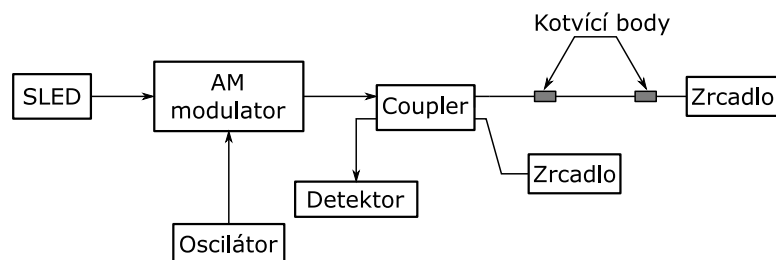 Kotvící body
SLED
AM
modulator
Coupler
Zrcadlo
Detektor
Zrcadlo
Oscilátor